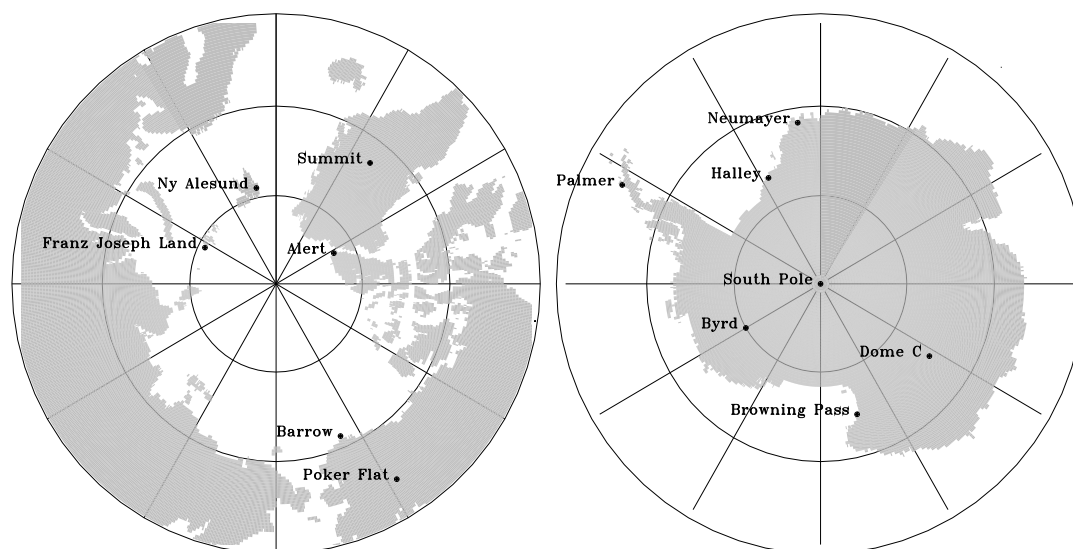 Summit
Ny Alesund
Franz Joseph Land
Alert
Barrow
Poker Flat
Neumayer
Halley
Palmer
South Pole
Byrd
Dome C
Browning Pass